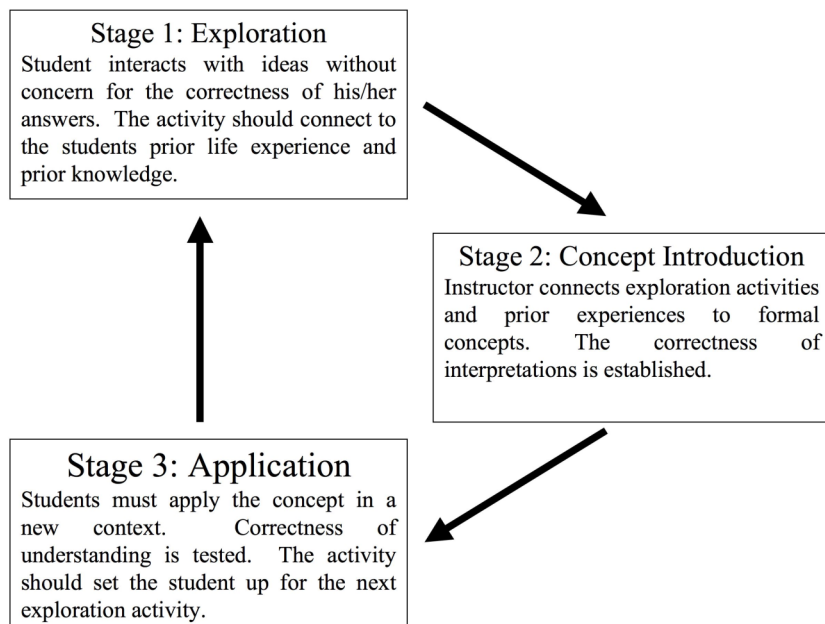 Stage 1: Exploration
Student interacts with ideas without
concern for the correctness of his/her
answers. The activity should connect to
the students prior life experience and
prior knowledge.
Stage 2: Concept Introduction
Instructor connects exploration activities
and prior experiences to formal
concepts. The correctness of
interpretations is established.
Stage 3: Application
Students must apply the concept in a
new context. Correctness of
understanding is tested. The activity
should set the student up for the next
exploration activity.